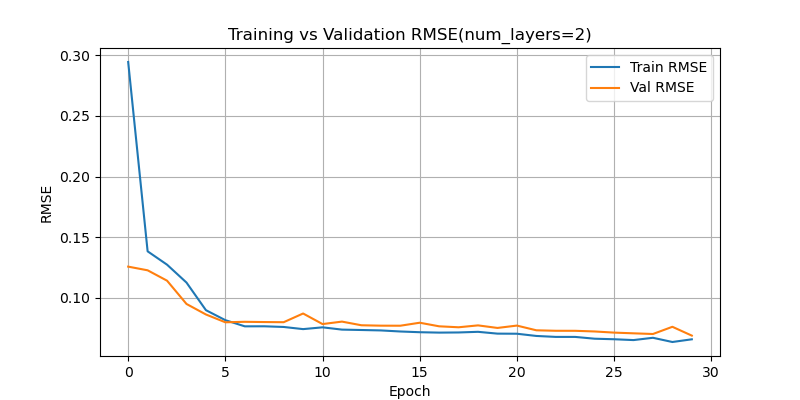 Training vs Validation RMSE(num_layers=2)
0.30
0.25
0.20
0.15
0.10
RMSE
Train RMSE
Val RMSE
0 5 10 15 20 25 30
Epoch